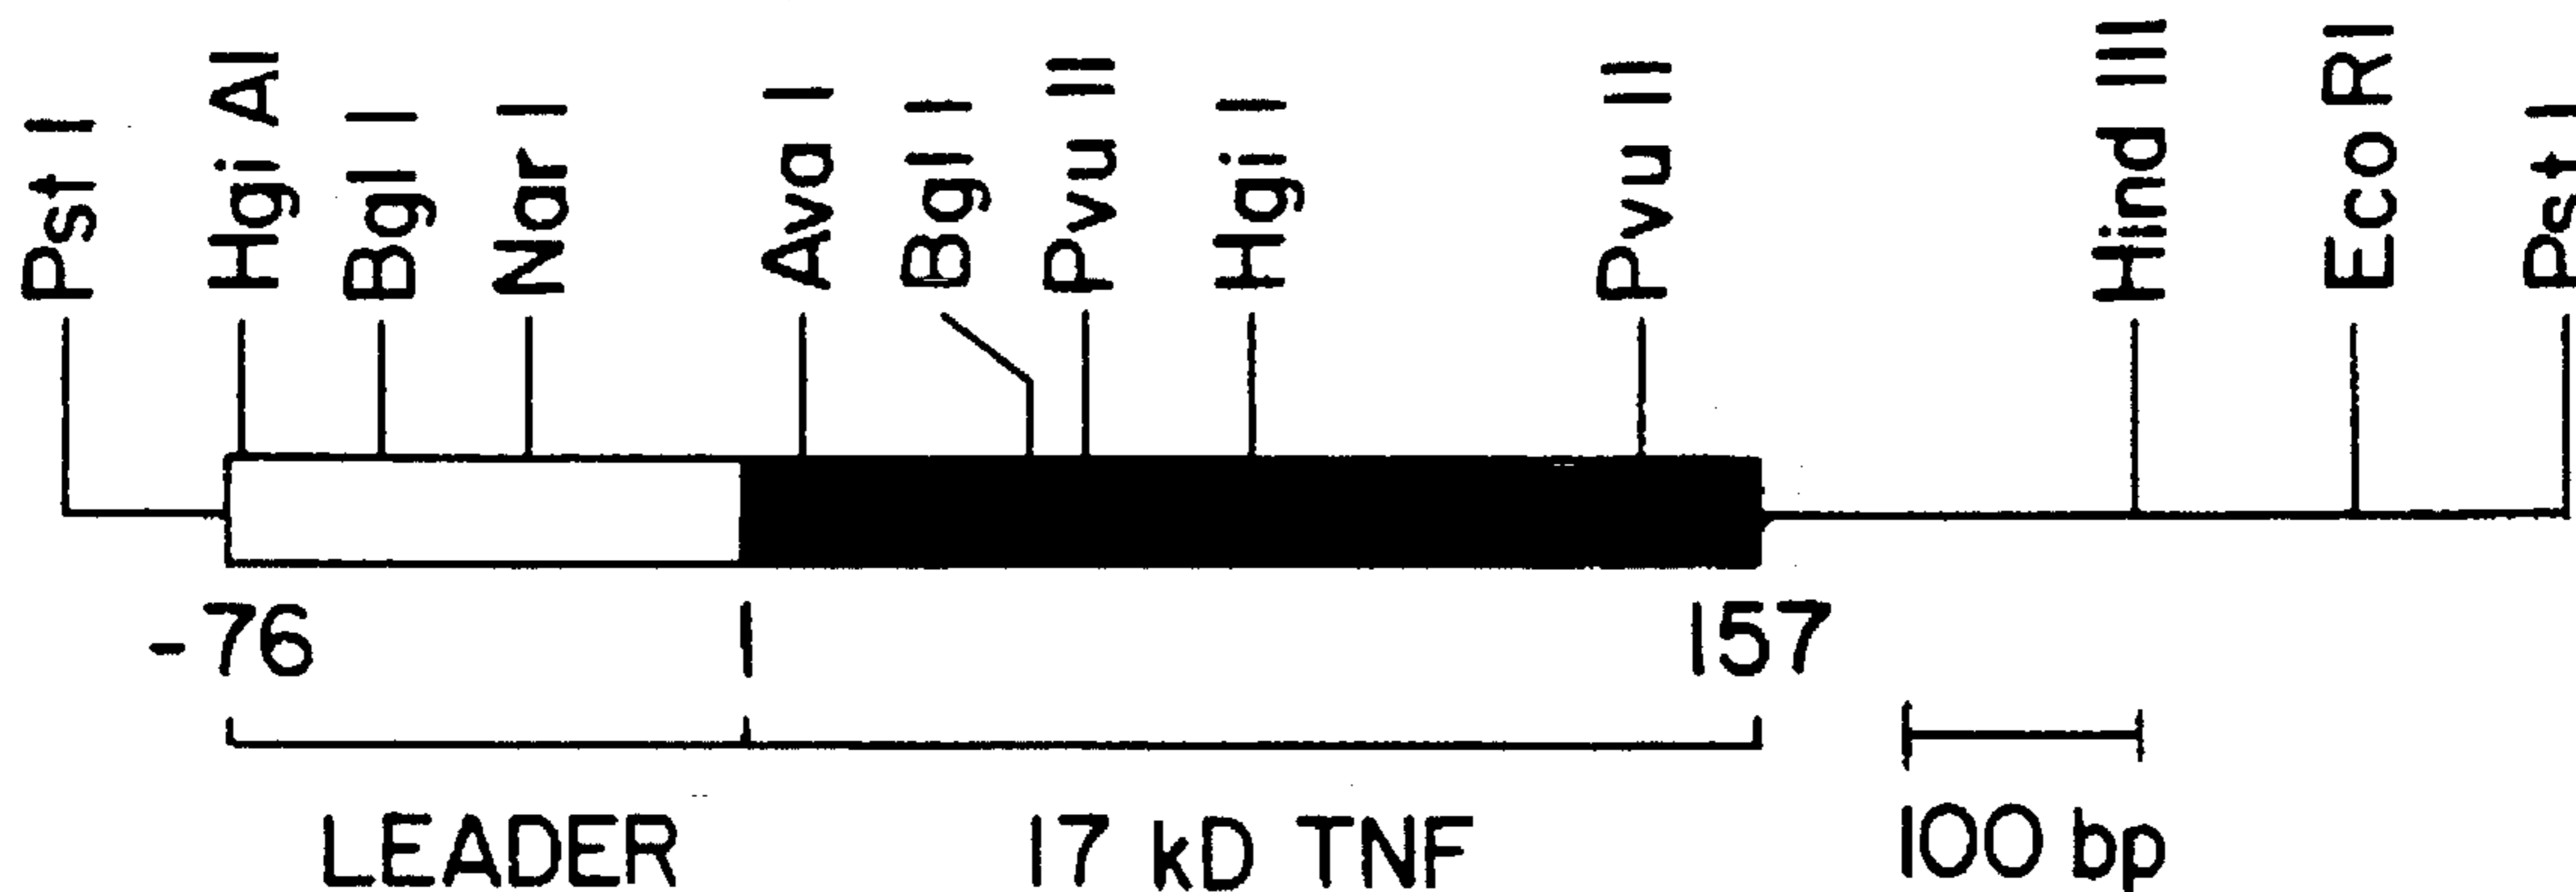 Pst I
Hgi AI
Bgl I
Nar I
Ava I
Bgl I
Pvu II
Hgi I
Pvu II
Hind III
Eco RI
Pst I
-76
1
157
LEADER
17 kD TNF
100 bp